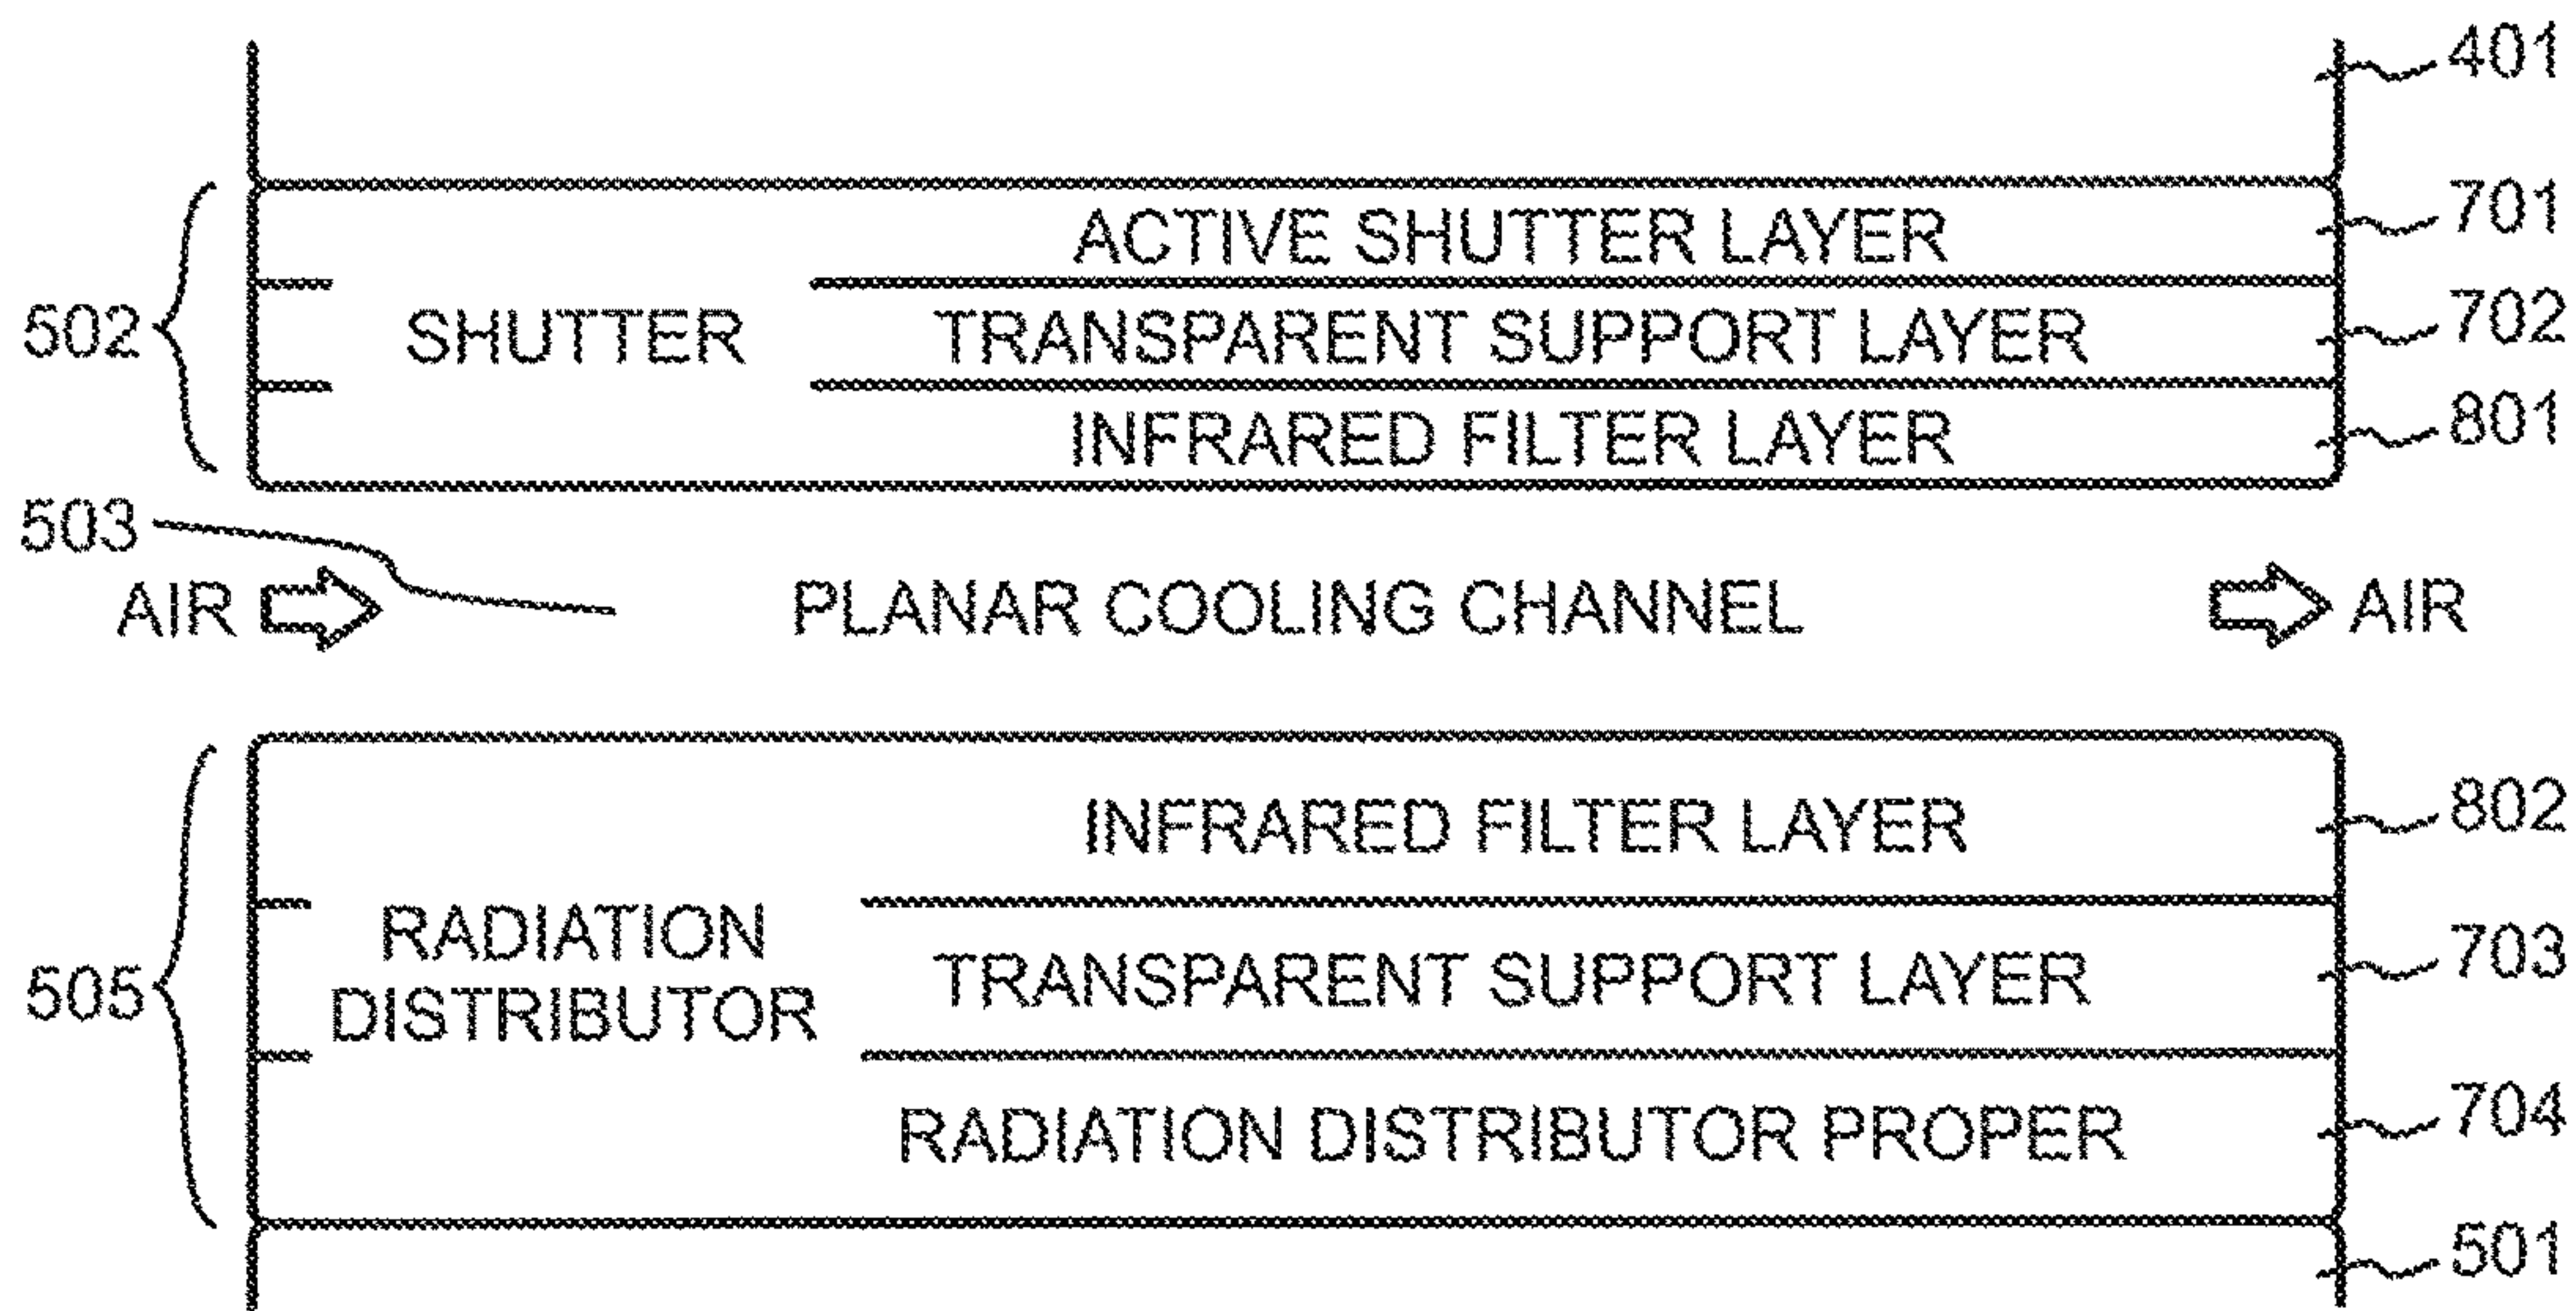 401
ACTIVE SHUTTER LAYER
701
502
SHUTTER
TRANSPARENT SUPPORT LAYER
702
INFRARED FILTER LAYER
801
503
AIR
PLANAR COOLING CHANNEL
AIR
INFRARED FILTER LAYER
802
505
RADIATION
DISTRIBUTOR
TRANSPARENT SUPPORT LAYER
703
RADIATION DISTRIBUTOR PROPER
704
501